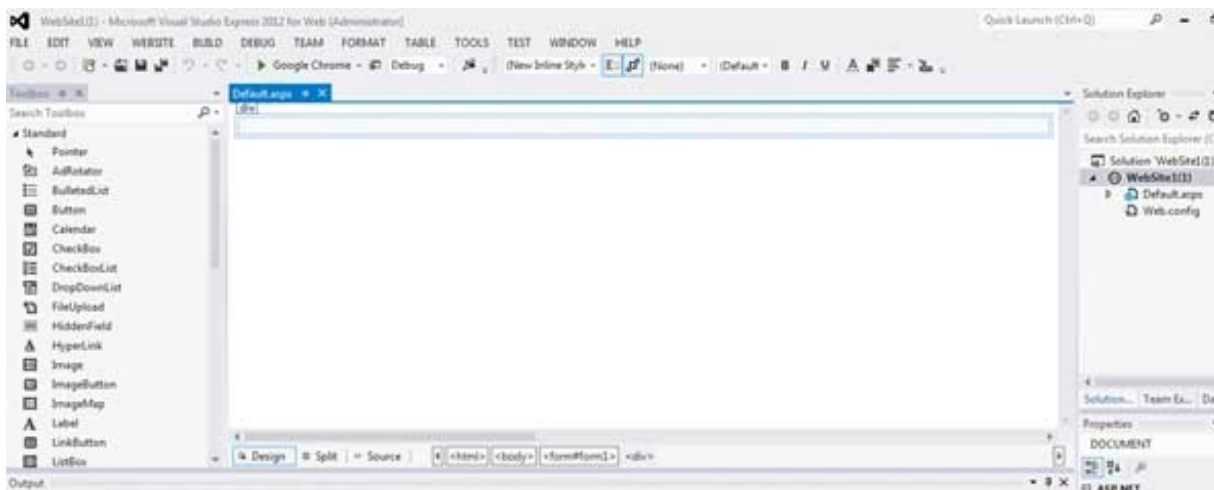 WebSite1(1) - Microsoft Visual Studio Express 2012 for Web (Administrator)
Quick Launch (Ctrl+Q)
FILE EDIT VIEW WEBSITE BUILD DEBUG TEAM FORMAT TABLE TOOLS TEST WINDOW HELP
Google Chrome Debug (New Inline Style (None) (Default B I U A
Toolbox
Search Toolbox
Standard
Pointer
AdRotator
BulletedList
Button
Calendar
CheckBox
CheckBoxList
DropDownList
FileUpload
HiddenField
HyperLink
Image
ImageButton
ImageMap
Label
LinkButton
ListBox
Default.aspx
div
Design Split Source <html> <body> <form#form1> <div>
Output
Solution Explorer
Search Solution Explorer (C
Solution 'WebSite1(1)
WebSite1(1)
Default.aspx
Web.config
Solution... Team Ex... Da
Properties
DOCUMENT
ASP.NET